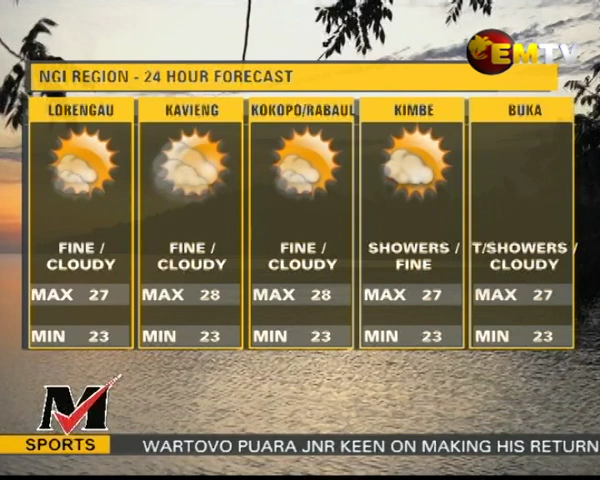 EMTV
NGI REGION - 24 HOUR FORECAST
LORENGAU KAVIENG KOKOPO/RABAUL KIMBE BUKA
FINE / CLOUDY
FINE / CLOUDY
FINE / CLOUDY
SHOWERS / FINE
T/SHOWERS / CLOUDY
MAX 27 MAX 28 MAX 28 MAX 27 MAX 27
MIN 23 MIN 23 MIN 23 MIN 23 MIN 23
M
SPORTS WARTOVO PUARA JNR KEEN ON MAKING HIS RETURN